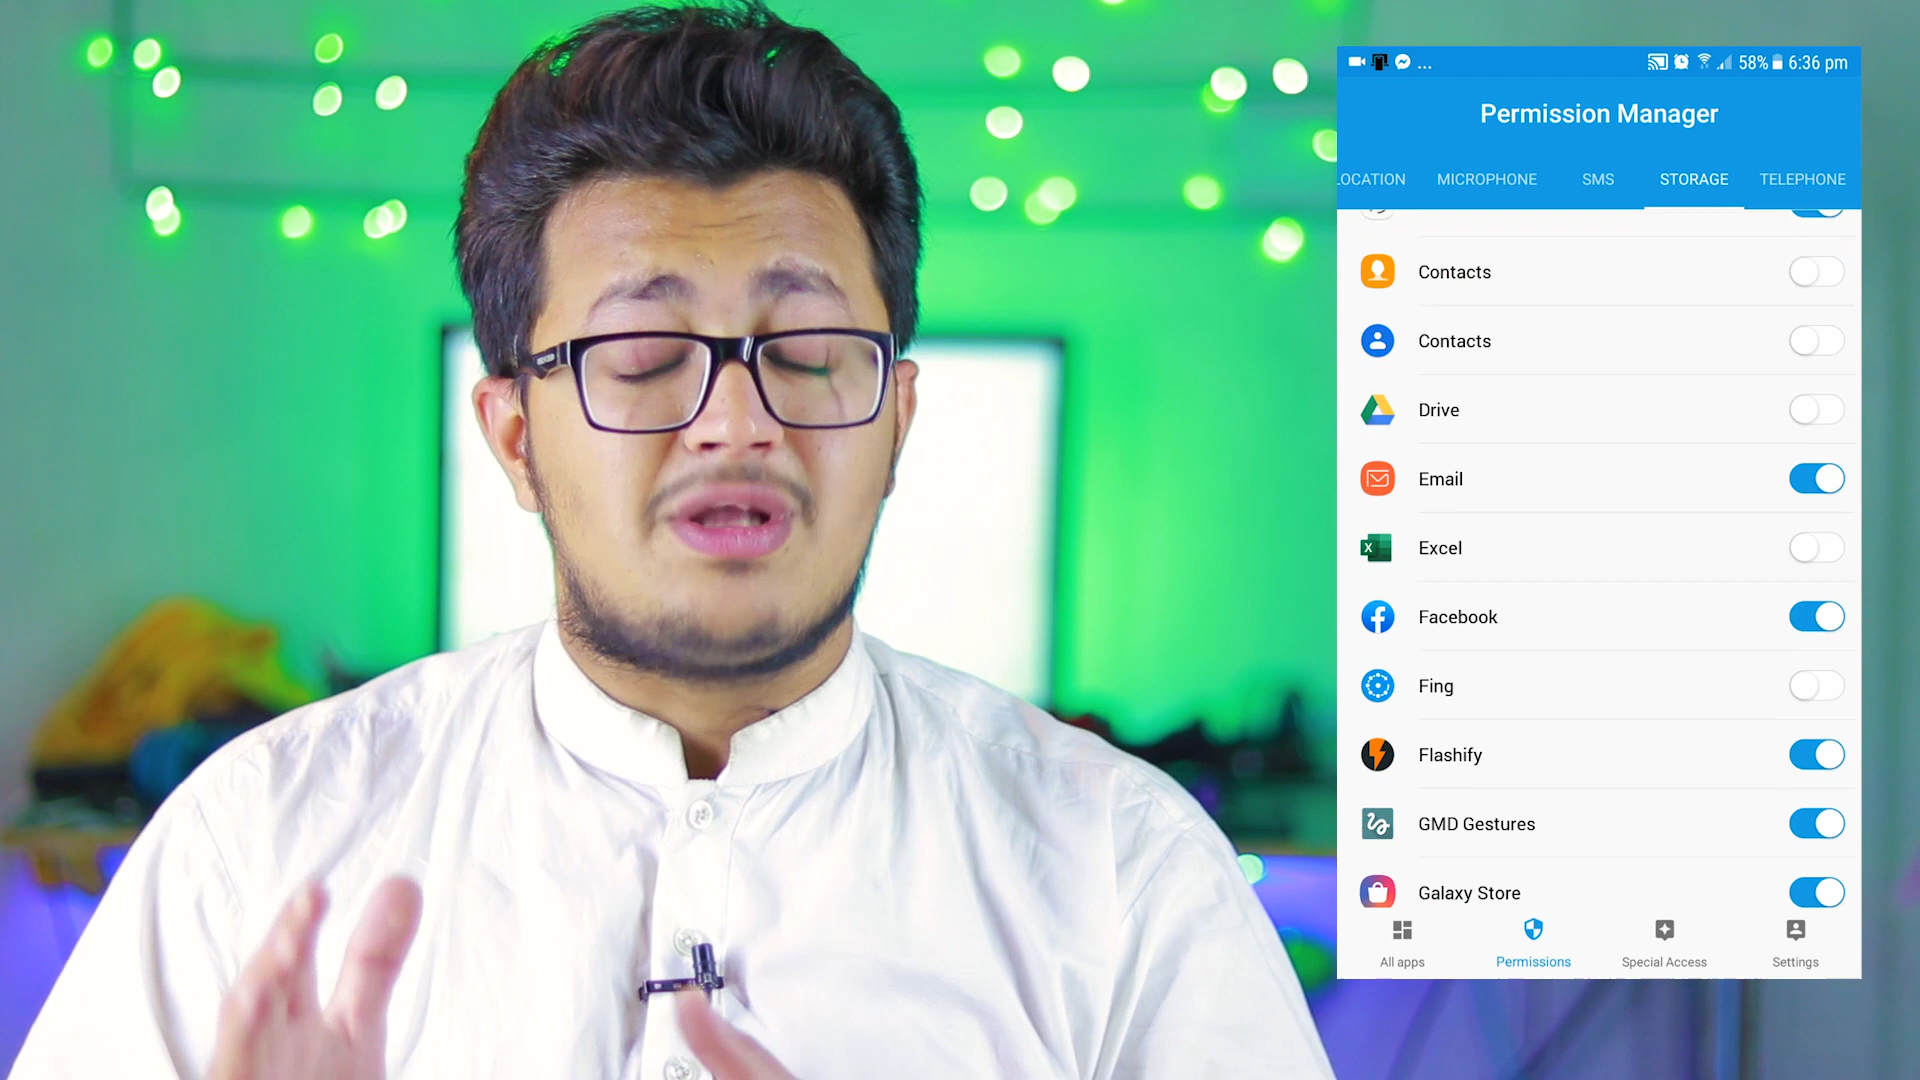 ... 58% 6:36 pm
Permission Manager
LOCATION MICROPHONE SMS STORAGE TELEPHONE
Contacts
Contacts
Drive
Email
X Excel
Facebook
Fing
Flashify
GMD Gestures
Galaxy Store
All apps Permissions Special Access Settings